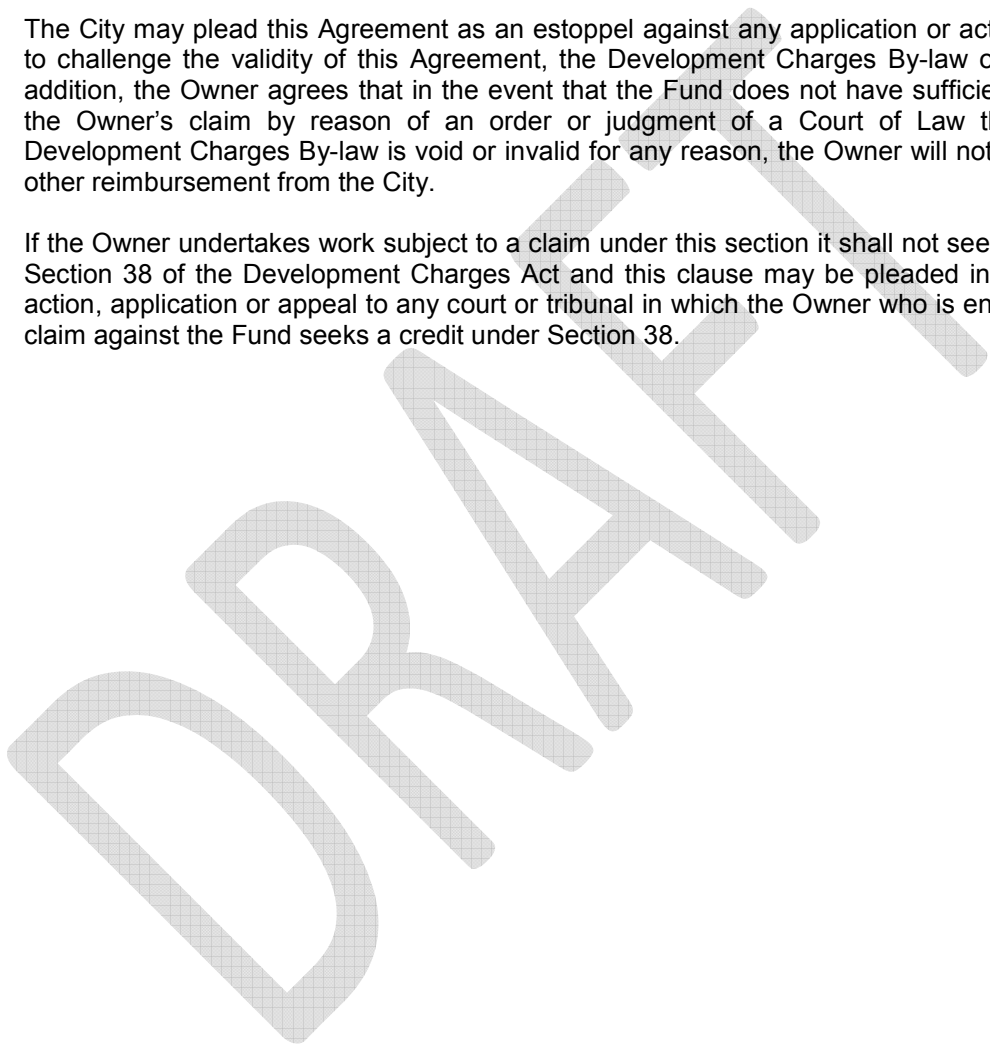 The City may plead this Agreement as an estoppel against any application or
to challenge the validity of this Agreement, the Development Charges By-law
addition, the Owner agrees that in the event that the Fund does not have
the Owner's claim by reason of an order or judgment of a Court of Law
Development Charges By-law is void or invalid for any reason, the Owner will not
other reimbursement from the City.
If the Owner undertakes work subject to a claim under this section it shall not
Section 38 of the Development Charges Act and this clause may be pleaded in
action, application or appeal to any court or tribunal in which the Owner who is
claim against the Fund seeks a credit under Section 38.
DRAFT